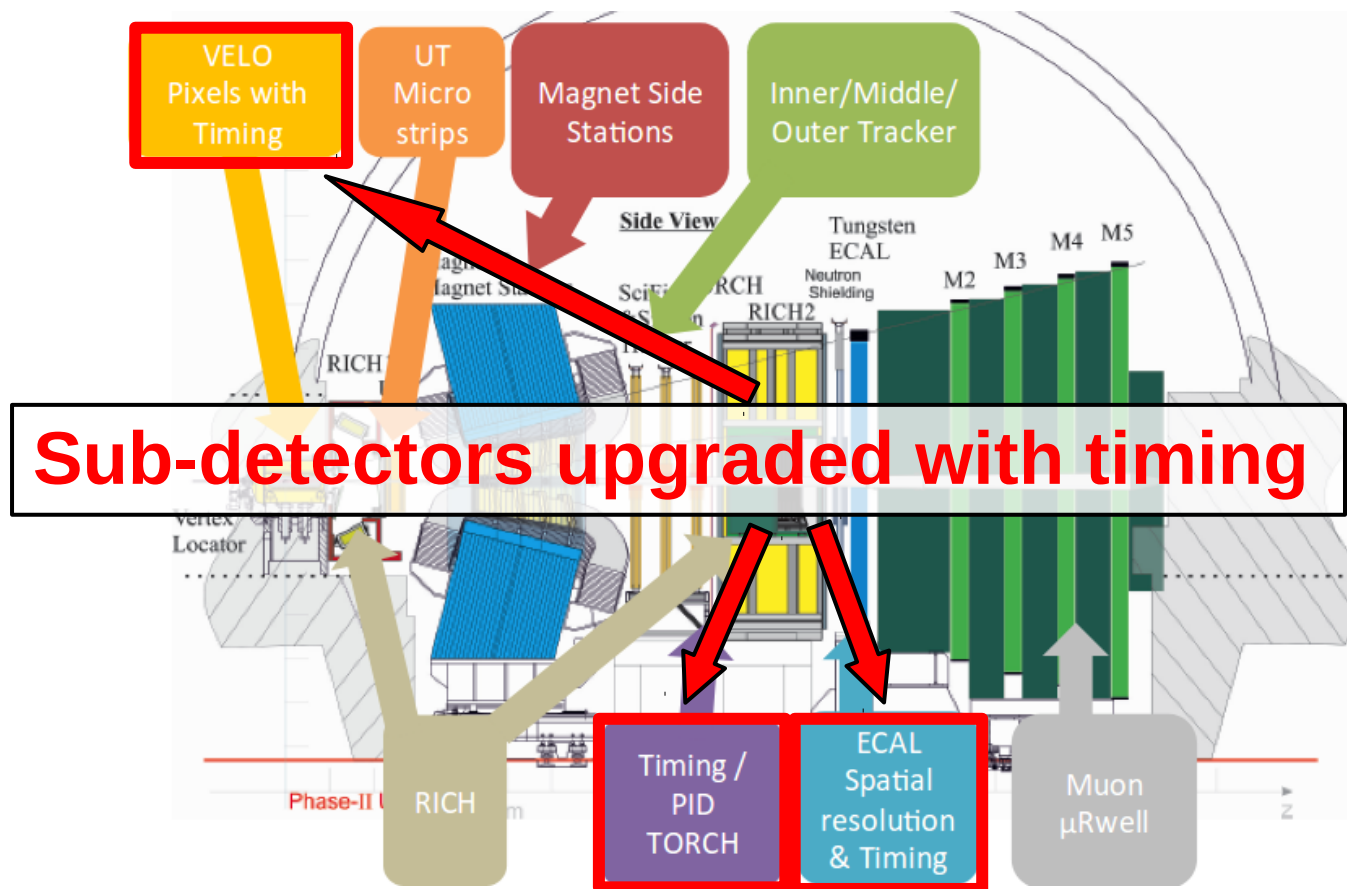 VELO
Pixels with
Timing
UT
Micro
strips
Magnet Side
Stations
Inner/Middle/
Outer Tracker
Side View
Tungsten
ECAL
Neutron
Shielding
M2
M3
M4
M5
RICH2
RICH
Sub-detectors upgraded with timing
Vertex
Locator
Phase-II
RICH
Timing /
PID
TORCH
ECAL
Spatial
resolution
& Timing
Muon
µRwell
m
z